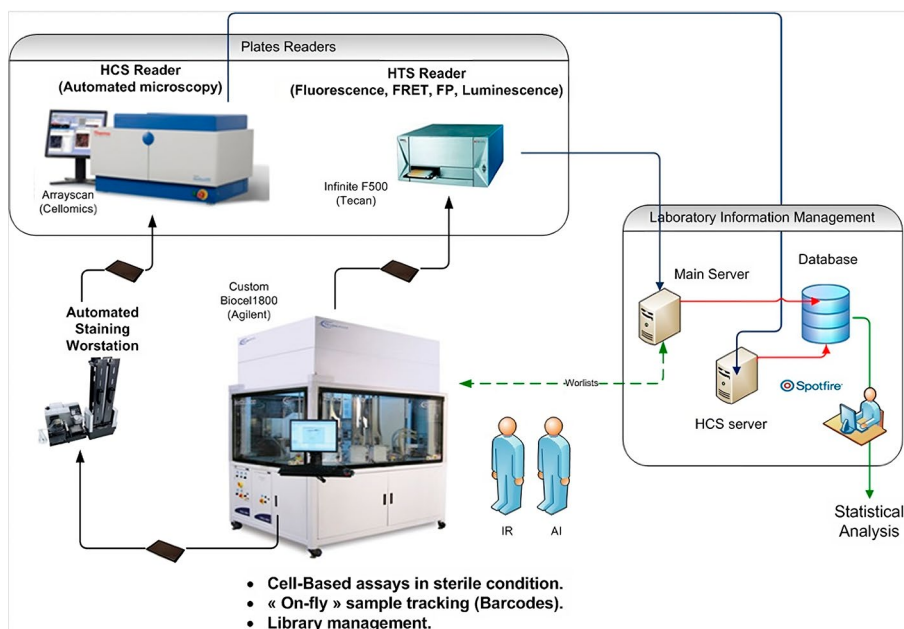 Plates Readers
HCS Reader
(Automated microscopy)
HTS Reader
(Fluorescence, FRET, FP, Luminescence)
Arrayscan
(Cellomics)
Infinite F500
(Tecan)
Laboratory Information Management
Main Server
Database
HCS server
Spotfire
Worlists
Custom
Biocel1800
(Agilent)
Automated
Staining
Worstation
IR
AI
Statistical
Analysis
• Cell-Based assays in sterile condition.
• « On-fly » sample tracking (Barcodes).
• Library management.